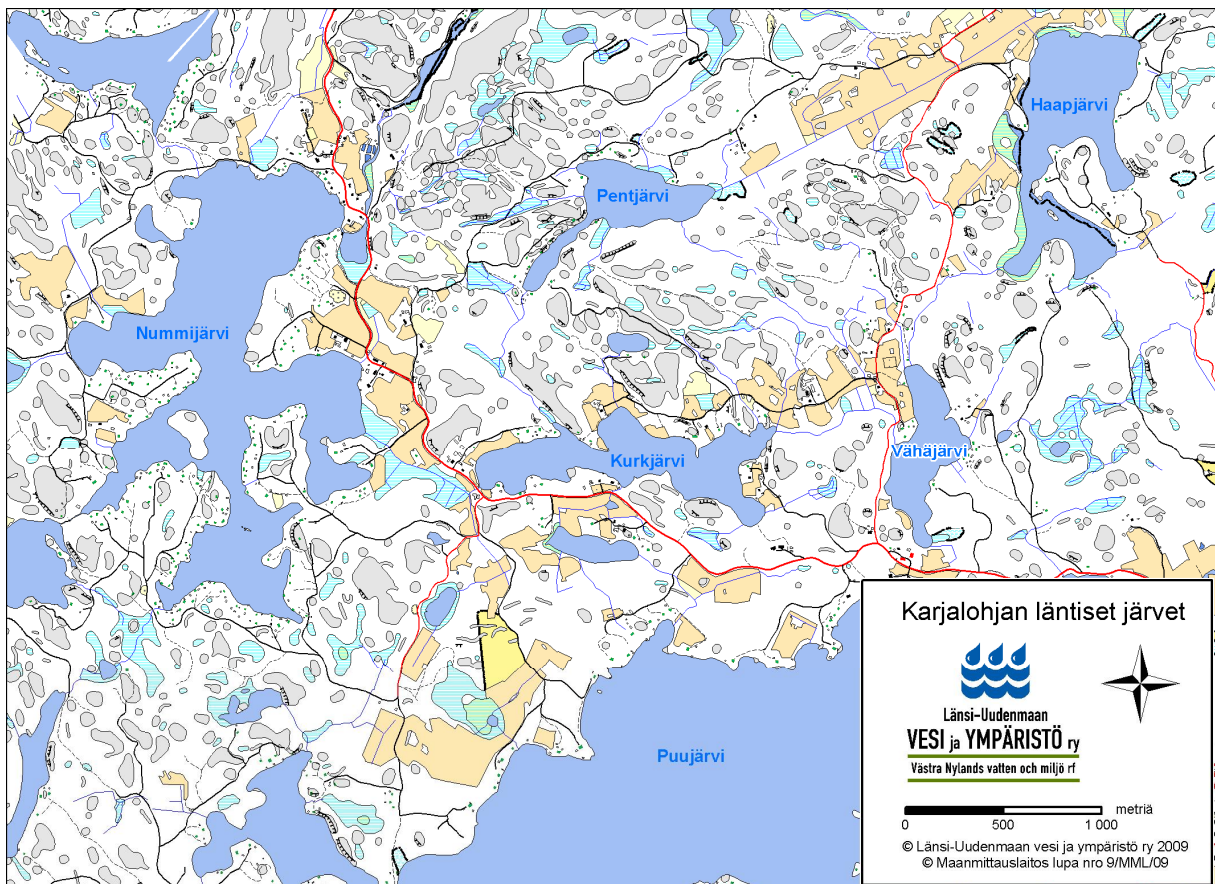 Haapjärvi
Pentjärvi
Nummijärvi
Kurkjärvi
Vähäjärvi
Puujärvi
Karjalohjan läntiset järvet
Länsi-Uudenmaan
VESI ja YMPÄRISTÖ ry
Västra Nylands vatten och miljö rf
metriä
0 500 1 000
© Länsi-Uudenmaan vesi ja ympäristö ry 2009
© Maanmittauslaitos lupa nro 9/MML/09